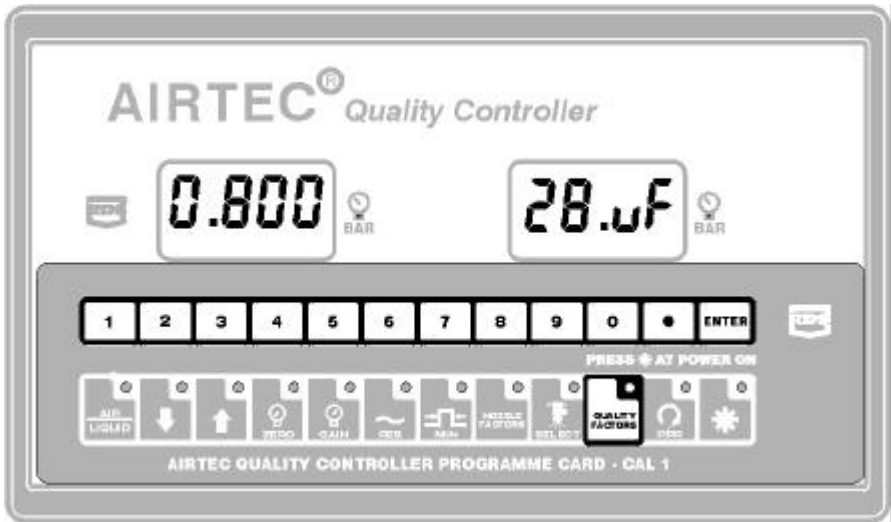 AIRTEC® Quality Controller
0.800 BAR 28.uF BAR
1 2 3 4 5 6 7 8 9 0 • ENTER
PRESS ✱ AT POWER ON
AIR LIQUID ZERO GAIN RES MIN NOZZLE FACTORS SELECT QUALITY FACTORS
AIRTEC QUALITY CONTROLLER PROGRAMME CARD - CAL 1